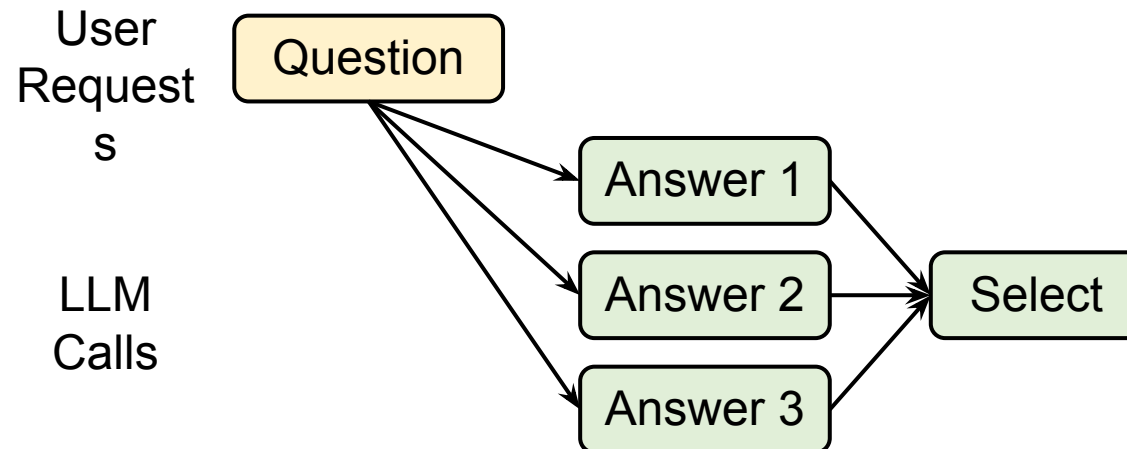 User
Request
s
Question
Answer 1
Answer 2
Select
LLM
Calls
Answer 3